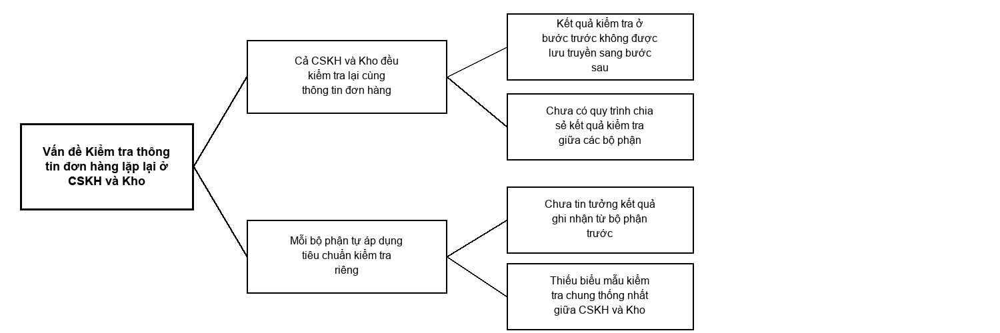 Vấn đề Kiểm tra thông
tin đơn hàng lặp lại ở
CSKH và Kho
Cả CSKH và Kho đều
kiểm tra lại cùng
thông tin đơn hàng
Kết quả kiểm tra ở
bước trước không được
lưu truyền sang bước
sau
Chưa có quy trình chia
sẻ kết quả kiểm tra
giữa các bộ phận
Mỗi bộ phận tự áp dụng
tiêu chuẩn kiểm tra
riêng
Chưa tin tưởng kết quả
ghi nhận từ bộ phận
trước
Thiếu biểu mẫu kiểm
tra chung thống nhất
giữa CSKH và Kho